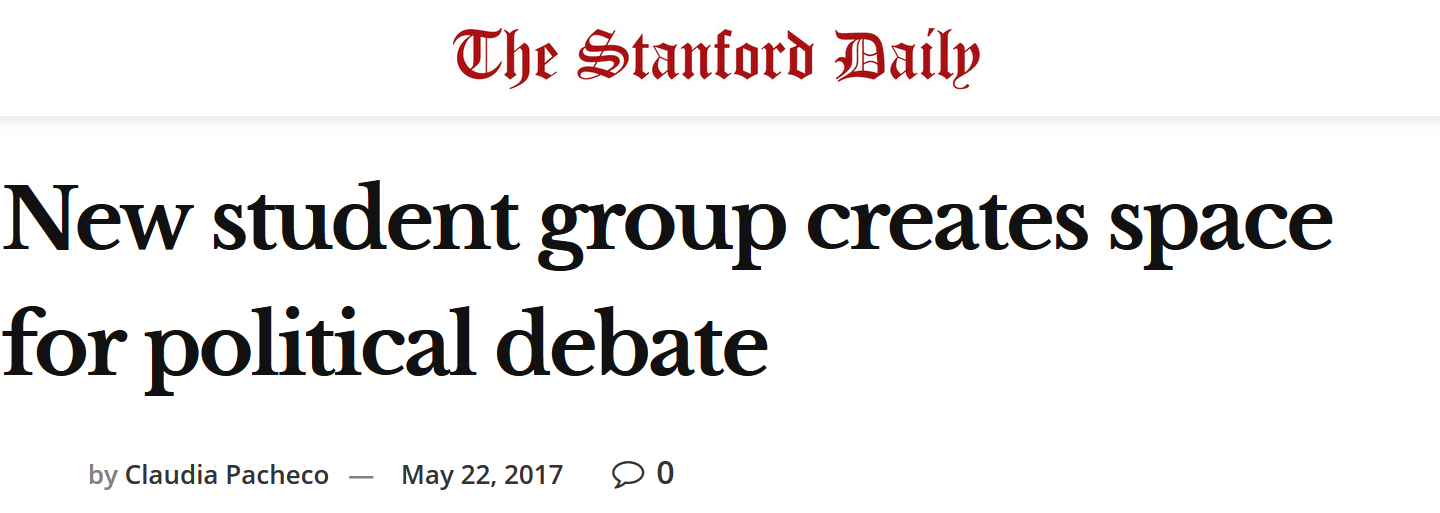 The Stanford Daily
New student group creates space
for political debate
by Claudia Pacheco — May 22, 2017 0